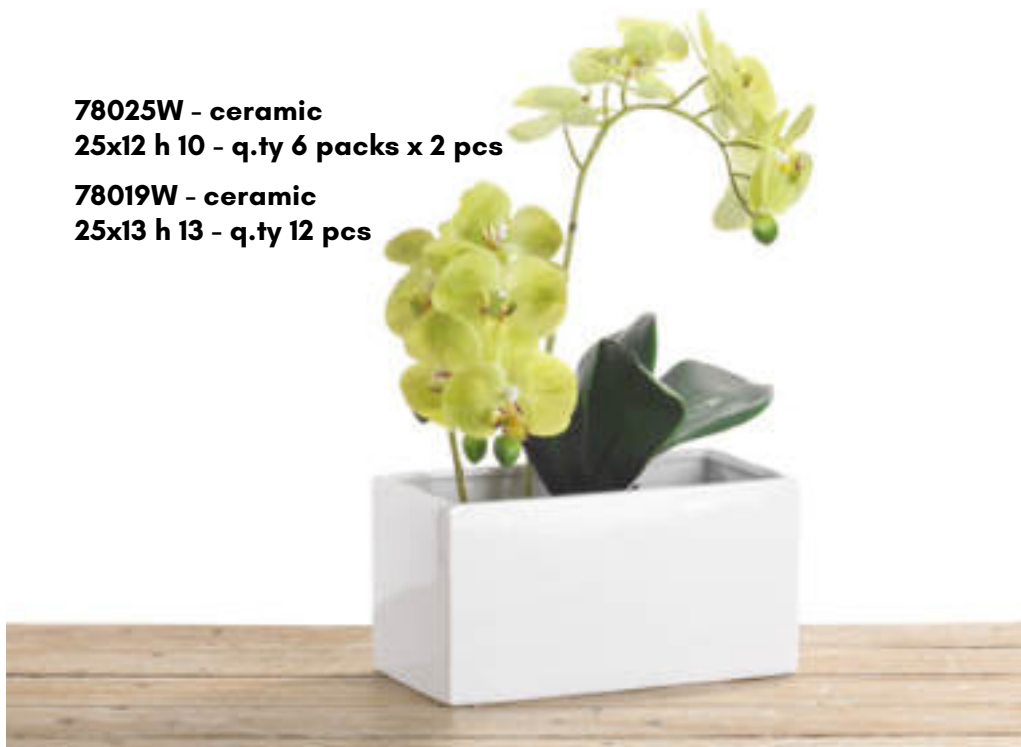 78025W - ceramic
25x12 h 10 - q.ty 6 packs x 2 pcs
78019W - ceramic
25x13 h 13 - q.ty 12 pcs